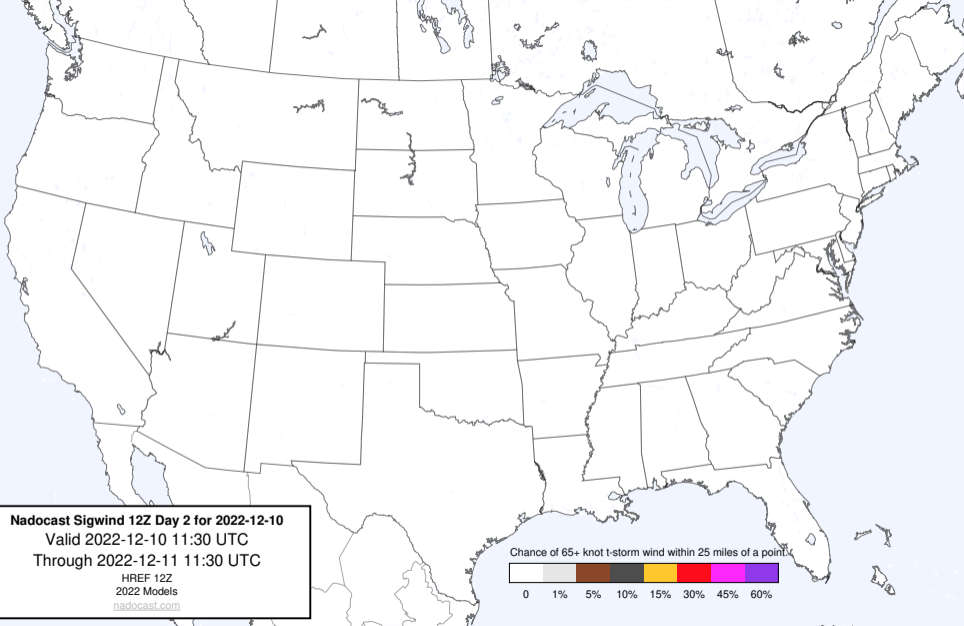 Nadocast Sigwind 12Z Day 2 for 2022-12-10
Valid 2022-12-10 11:30 UTC
Through 2022-12-11 11:30 UTC
HREF 12Z
2022 Models
nadocast.com
Chance of 65+ knot t-storm wind within 25 miles of a point.
0 1% 5% 10% 15% 30% 45% 60%